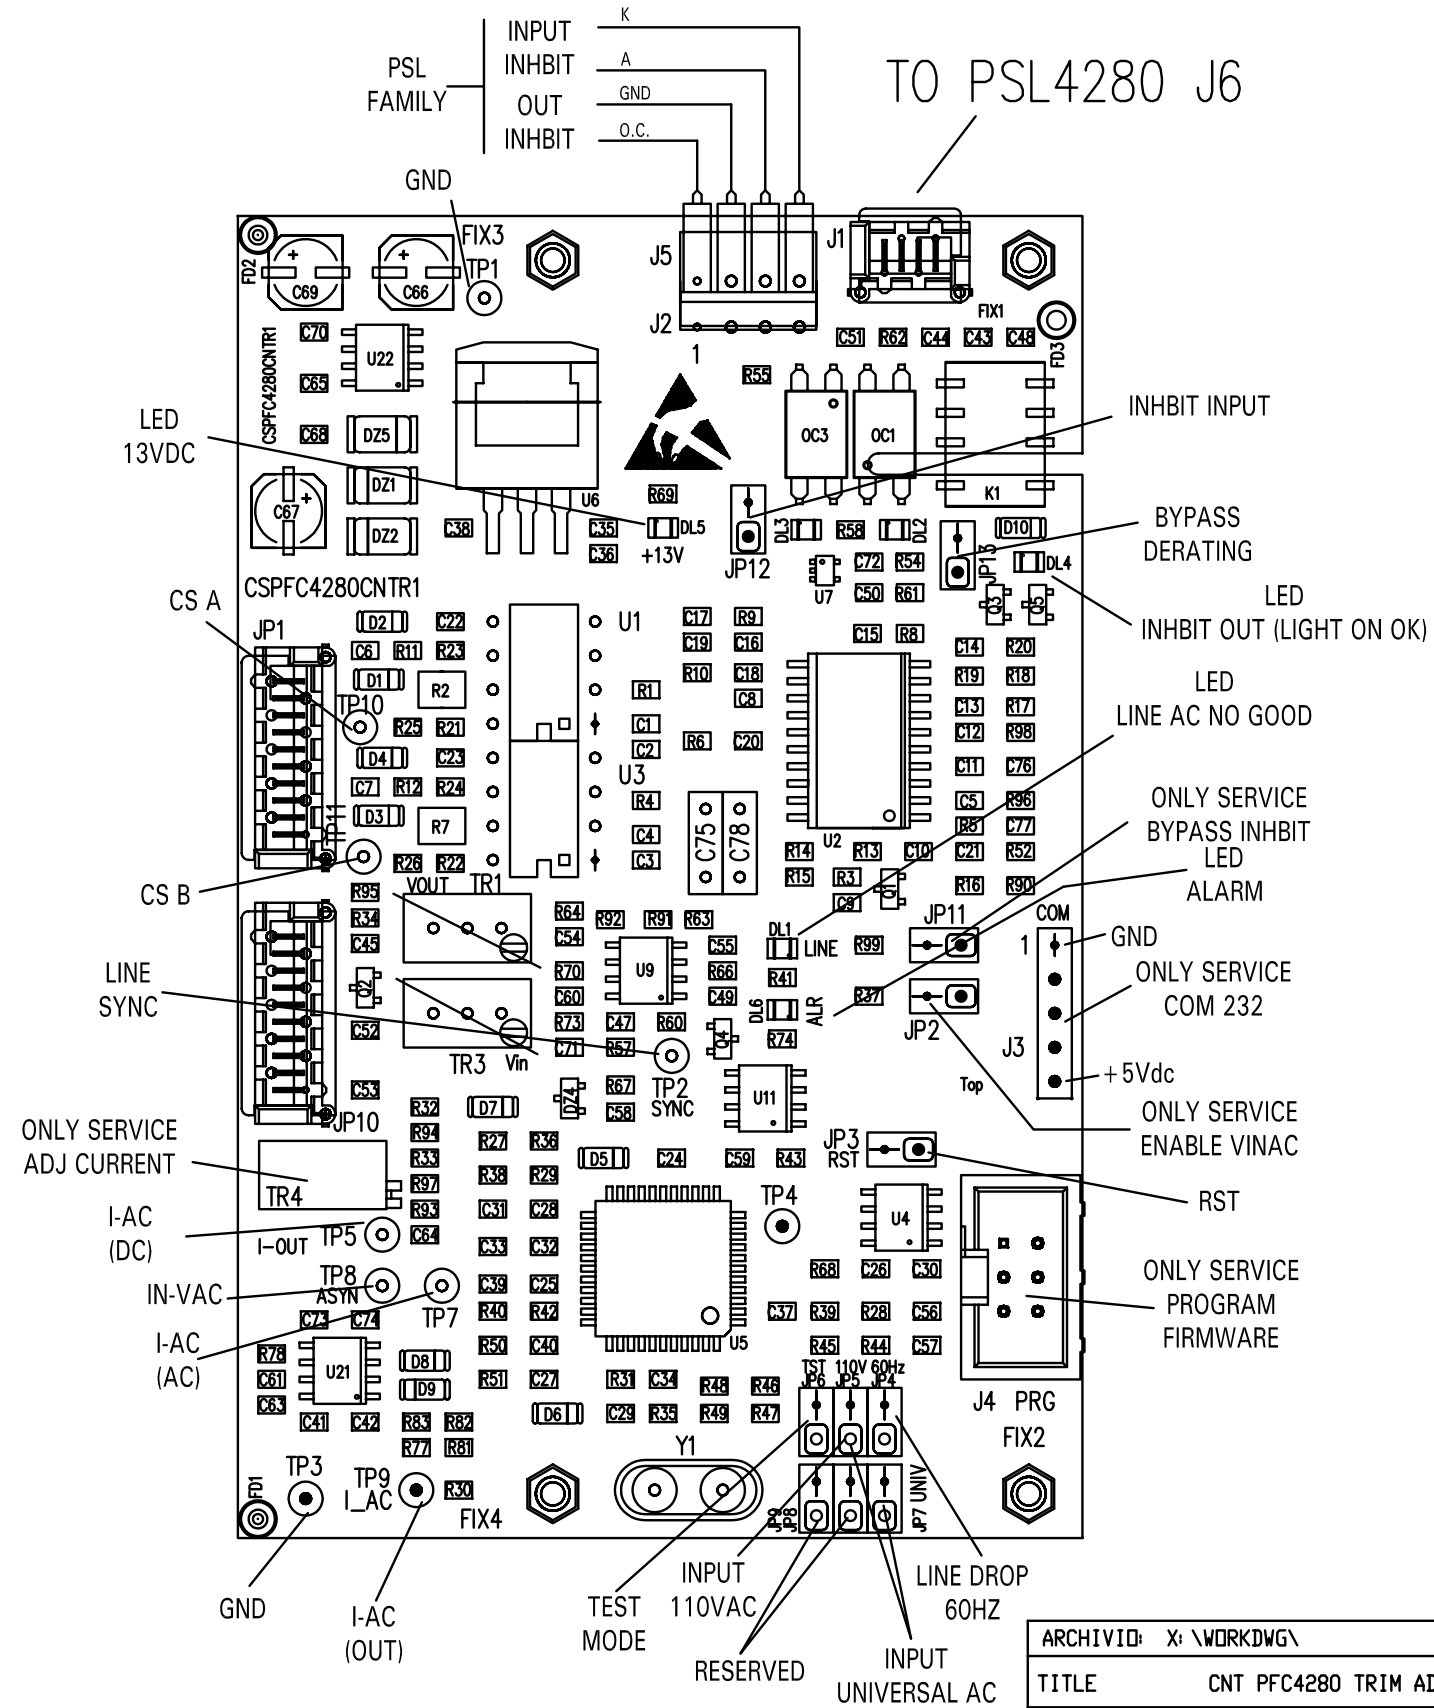 PSL
FAMILY
INPUT
INHBIT
OUT
INHBIT
K
A
GND
O.C.
TO PSL4280 J6
GND
FD2
C69
C66
FIX3
TP1
J5
J2
1
J1
FIX1
FD3
C70
C65
C68
U22
CSPFC4280CNTR1
C51
R62
C44
C43
C48
R55
OC3
OC1
K1
INHBIT INPUT
LED
13VDC
DZ5
DZ1
DZ2
C67
U6
C38
C35
C36
R69
DL5
+13V
JP12
DL3
R58
DL2
JP13
D10
DL4
BYPASS
DERATING
U7
C72
R54
C50
R61
Q3
Q5
C15
R8
LED
INHBIT OUT (LIGHT ON OK)
CSPFC4280CNTR1
CS A
JP1
D2
C22
C6
R11
R23
D1
R2
TP10
R25
R21
D4
C23
C7
R12
R24
D3
R7
TP11
R26
R22
U1
U3
R1
C1
C2
R4
C4
C3
C17
R9
C19
C16
R10
C18
C8
R6
C20
C75
C78
U2
C14
R20
R19
R18
C13
R17
C12
R98
C11
C76
C5
R96
R5
C77
C21
R52
R16
R90
R14
R13
C10
R15
R3
C9
Q1
LED
LINE AC NO GOOD
ONLY SERVICE
BYPASS INHBIT
LED
ALARM
CS B
VOUT
TR1
R95
R34
C45
Q2
C52
C53
JP10
TR3
Vin
R64
C54
R70
C60
R73
C71
R92
R91
R63
U9
C55
R66
C49
C47
R60
R57
Q4
DL1
LINE
R41
DL6
ALR
R74
R99
R37
JP11
JP2
COM
1
J3
Top
GND
ONLY SERVICE
COM 232
+5Vdc
LINE
SYNC
R67
C58
DZ4
TP2
SYNC
U11
D7
R32
R94
R33
R97
R93
C64
R27
R36
R38
R29
C31
C28
C33
C32
C39
C25
R40
R42
R50
C40
R51
C27
D5
C24
C59
R43
JP3
RST
U4
ONLY SERVICE
ENABLE VINAC
RST
ONLY SERVICE
ADJ CURRENT
TR4
I-AC
(DC)
I-OUT
TP5
TP8
ASYN
IN-VAC
TP7
I-AC
(AC)
TP4
U5
R68
C26
C30
C37
R39
R28
C56
R45
R44
C57
ONLY SERVICE
PROGRAM
FIRMWARE
J4 PRG
FIX2
C73
C74
R78
C61
C63
U21
D8
D9
C41
C42
R83
R82
R77
R81
R30
D6
R31
C34
C29
R35
R48
R46
R49
R47
TST
110V
60Hz
JP6
JP5
JP4
Y1
JP9
JP8
JP7
UNIV
FD1
TP3
TP9
I_AC
FIX4
GND
I-AC
(OUT)
TEST
MODE
INPUT
110VAC
RESERVED
INPUT
UNIVERSAL AC
LINE DROP
60HZ
ARCHIVIO: X:\WORKDWG\
TITLE
CNT PFC4280 TRIM AD